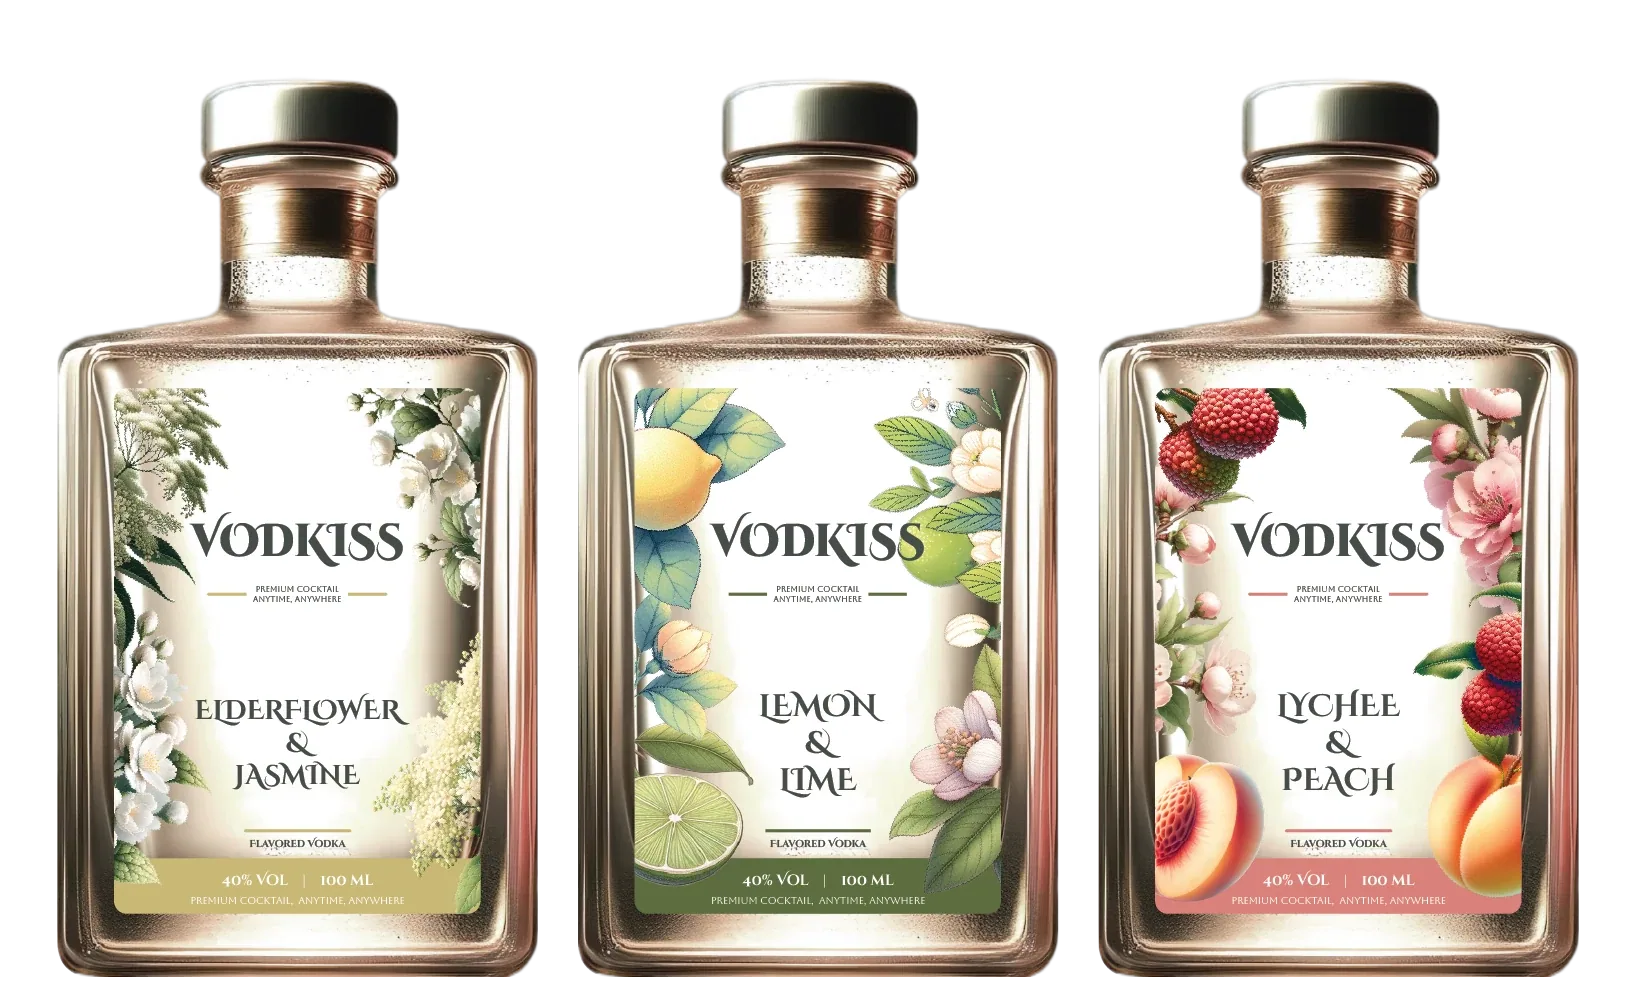 VODKISS
PREMIUM COCKTAIL
ANYTIME, ANYWHERE
ELDERFLOWER
&
JASMINE
FLAVORED VODKA
40% VOL | 100 ML
PREMIUM COCKTAIL, ANYTIME, ANYWHERE
VODKISS
PREMIUM COCKTAIL
ANYTIME, ANYWHERE
LEMON
&
LIME
FLAVORED VODKA
40% VOL | 100 ML
PREMIUM COCKTAIL, ANYTIME, ANYWHERE
VODKISS
PREMIUM COCKTAIL
ANYTIME, ANYWHERE
LYCHEE
&
PEACH
FLAVORED VODKA
40% VOL | 100 ML
PREMIUM COCKTAIL, ANYTIME, ANYWHERE